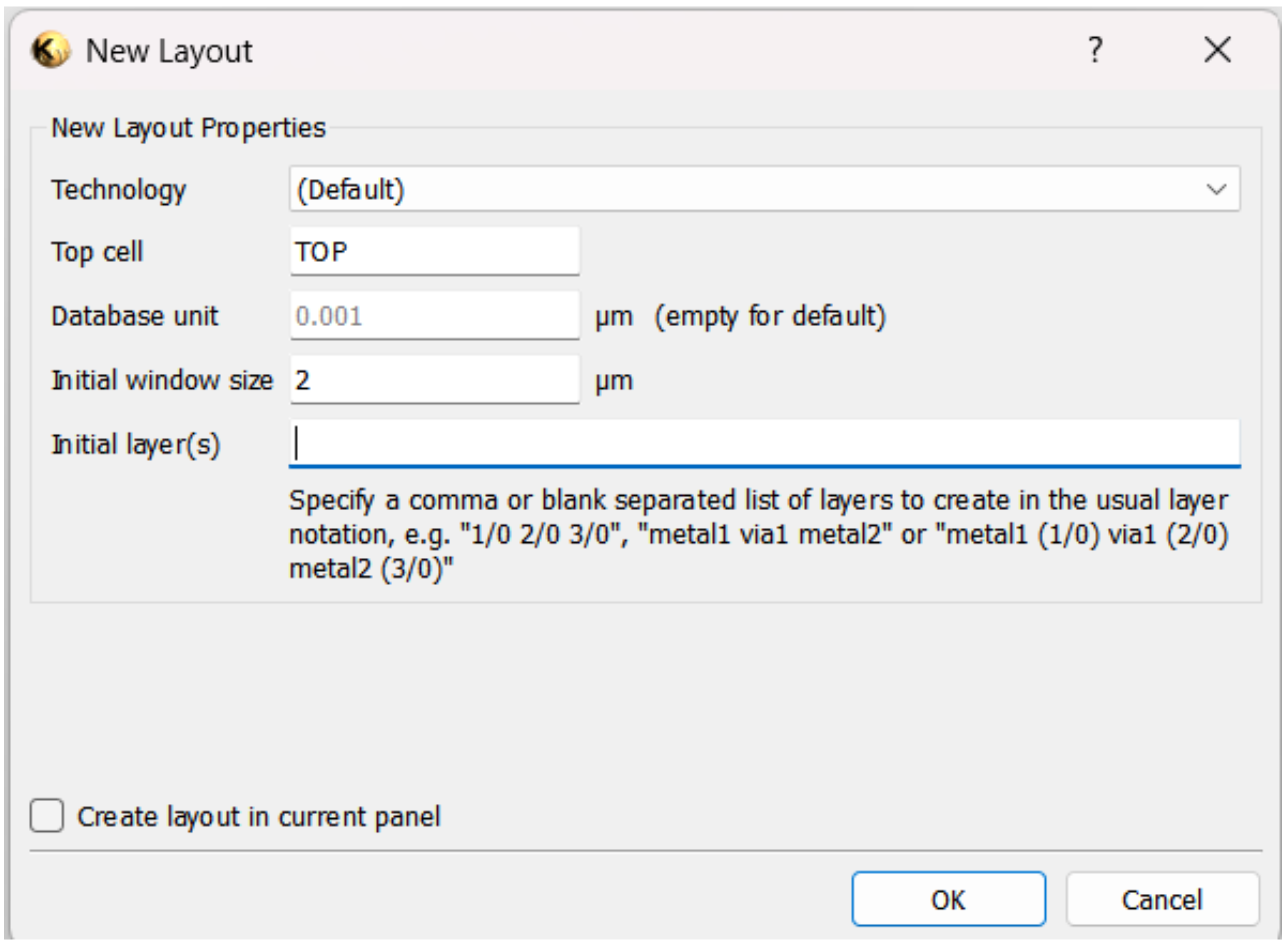 New Layout
New Layout Properties
Technology (Default)
Top cell TOP
Database unit 0.001 µm (empty for default)
Initial window size 2 µm
Initial layer(s)
Specify a comma or blank separated list of layers to create in the usual layer
notation, e.g. "1/0 2/0 3/0", "metal1 via1 metal2" or "metal1 (1/0) via1 (2/0)
metal2 (3/0)"
Create layout in current panel
OK Cancel